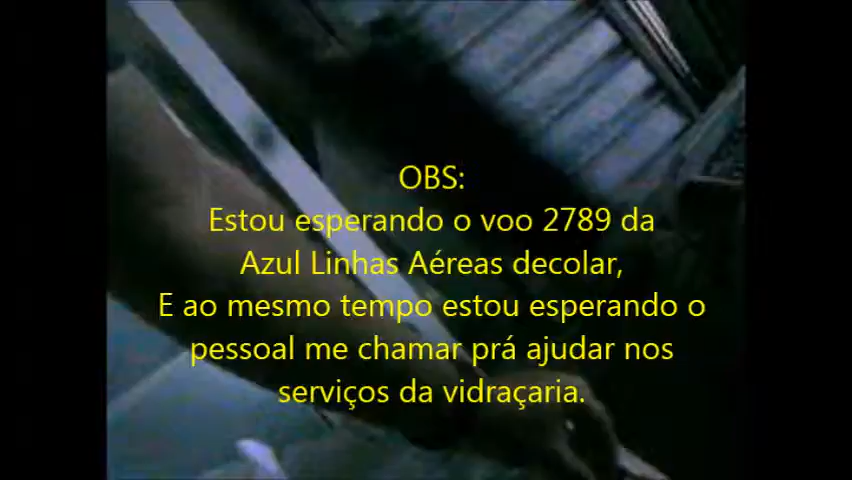 OBS:
Estou esperando o voo 2789 da
Azul Linhas Aéreas decolar,
E ao mesmo tempo estou esperando o
pessoal me chamar prá ajudar nos
serviços da vidraçaria.